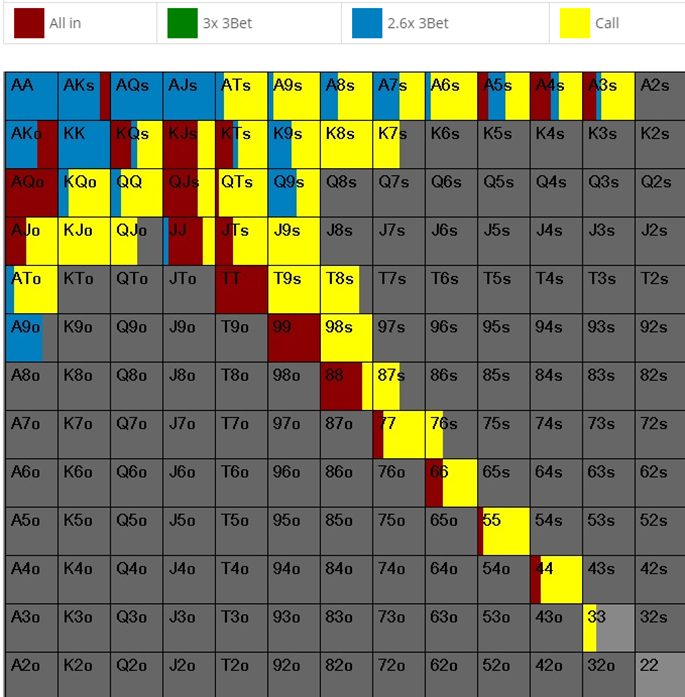 All in 3x 3Bet 2.6x 3Bet Call
AA AKs AQs AJs ATs A9s A8s A7s A6s A5s A4s A3s A2s
AKo KK KQs KJs KTs K9s K8s K7s K6s K5s K4s K3s K2s
AQo KQo QQ QJs QTs Q9s Q8s Q7s Q6s Q5s Q4s Q3s Q2s
AJo KJo QJo JJ JTs J9s J8s J7s J6s J5s J4s J3s J2s
ATo KTo QTo JTo TT T9s T8s T7s T6s T5s T4s T3s T2s
A9o K9o Q9o J9o T9o 99 98s 97s 96s 95s 94s 93s 92s
A8o K8o Q8o J8o T8o 98o 88 87s 86s 85s 84s 83s 82s
A7o K7o Q7o J7o T7o 97o 87o 77 76s 75s 74s 73s 72s
A6o K6o Q6o J6o T6o 96o 86o 76o 66 65s 64s 63s 62s
A5o K5o Q5o J5o T5o 95o 85o 75o 65o 55 54s 53s 52s
A4o K4o Q4o J4o T4o 94o 84o 74o 64o 54o 44 43s 42s
A3o K3o Q3o J3o T3o 93o 83o 73o 63o 53o 43o 33 32s
A2o K2o Q2o J2o T2o 92o 82o 72o 62o 52o 42o 32o 22